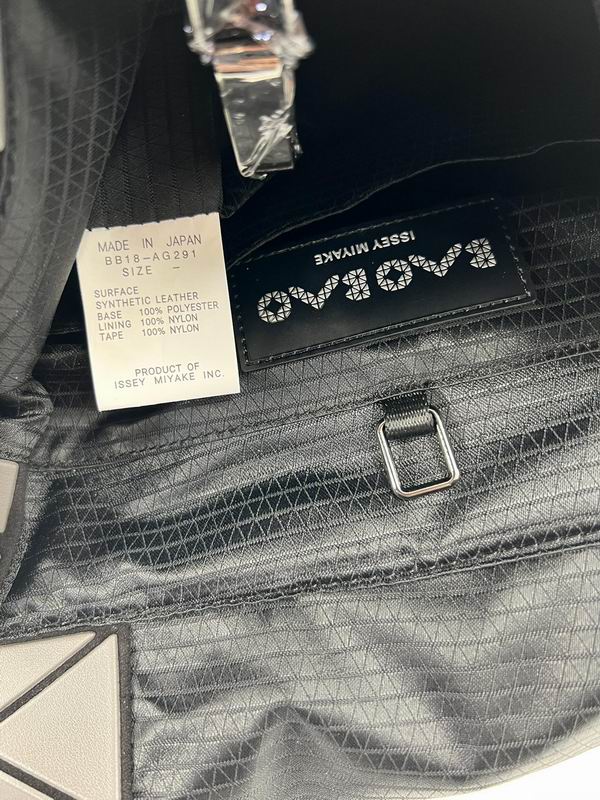 MADE IN JAPAN
BB18-AG291
SIZE -
SURFACE
SYNTHETIC LEATHER
BASE 100% POLYESTER
LINING 100% NYLON
TAPE 100% NYLON
PRODUCT OF
ISSEY MIYAKE INC.
BAOBAO
ISSEY MIYAKE